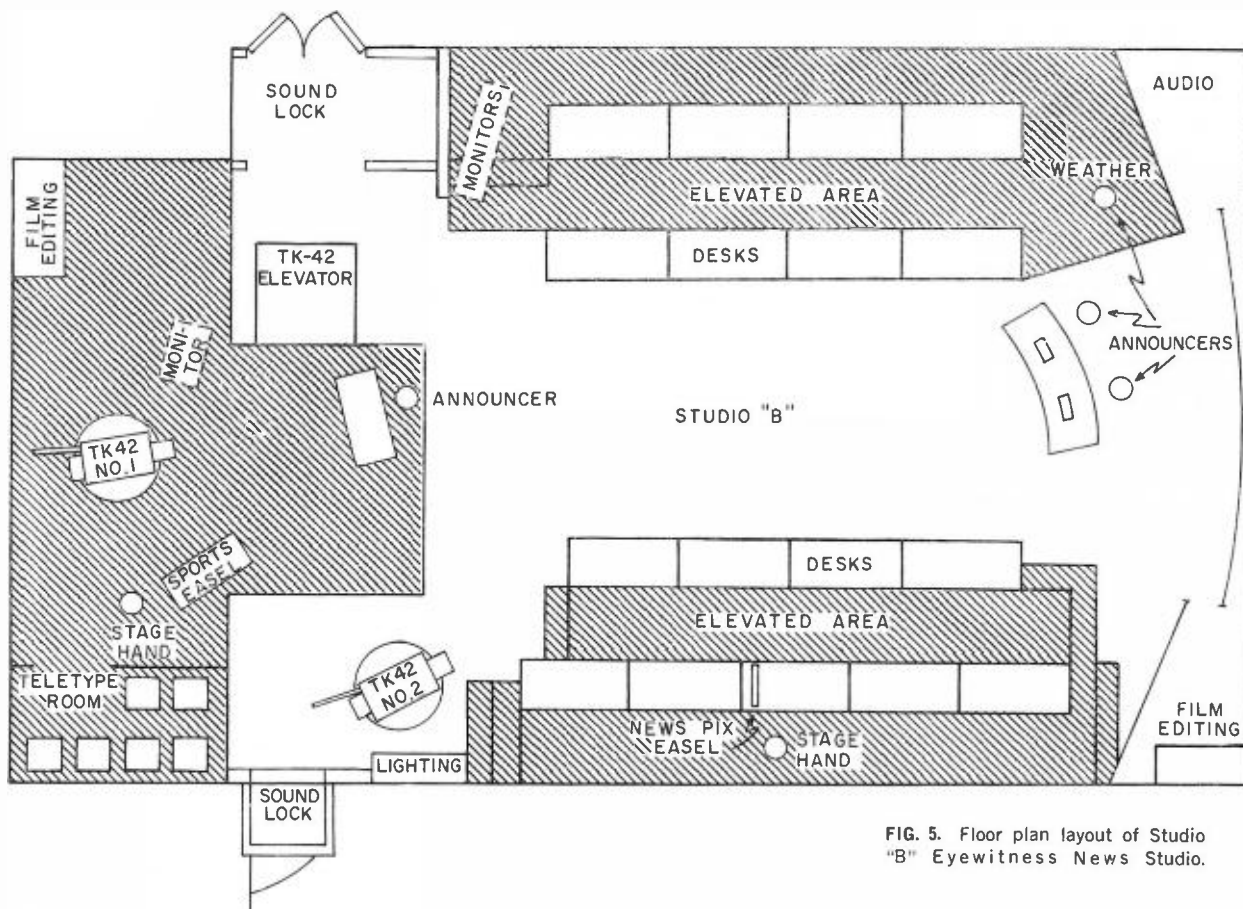 SOUND
LOCK
AUDIO
MONITORS
FILM
EDITING
WEATHER
ELEVATED AREA
TK-42
ELEVATOR
DESKS
MONI-
TOR
ANNOUNCERS
ANNOUNCER
STUDIO "B"
TK42
NO.1
SPORTS
EASEL
DESKS
STAGE
HAND
ELEVATED AREA
TELETYPE
ROOM
TK42
NO.2
NEWS PIX
EASEL
STAGE
HAND
FILM
EDITING
LIGHTING
SOUND
LOCK
FIG. 5. Floor plan layout of Studio
"B" Eyewitness News Studio.